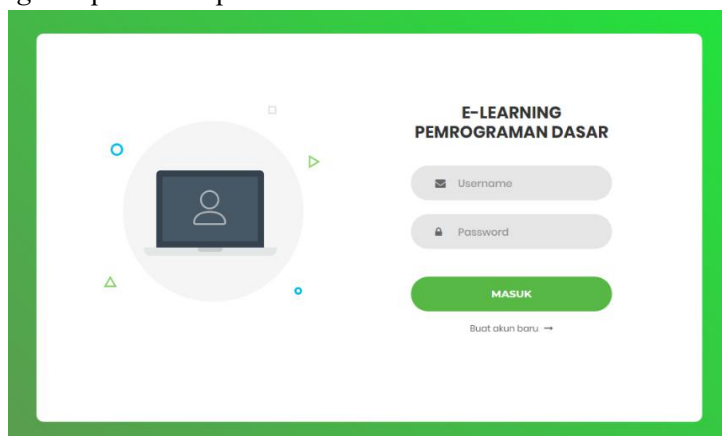 E-LEARNING
PEMROGRAMAN DASAR
Username
Password
MASUK
Buat akun baru →